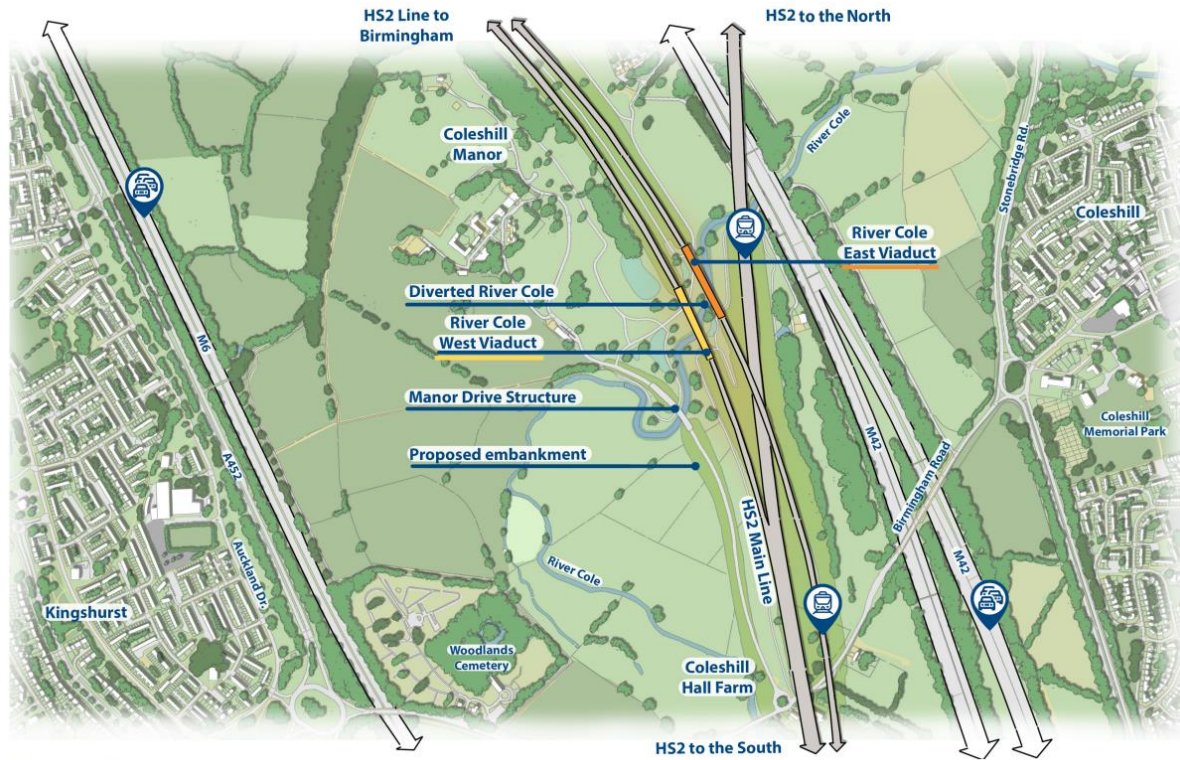 HS2 Line to
Birmingham
HS2 to the North
Coleshill
Manor
River Cole
Stonebridge Rd.
Coleshill
River Cole
East Viaduct
Diverted River Cole
River Cole
West Viaduct
M6
Manor Drive Structure
Coleshill
Memorial Park
M42
Proposed embankment
A452
Birmingham Road
HS2 Main Line
M42
Auckland Dr.
River Cole
Kingshurst
Woodlands
Cemetery
Coleshill
Hall Farm
HS2 to the South